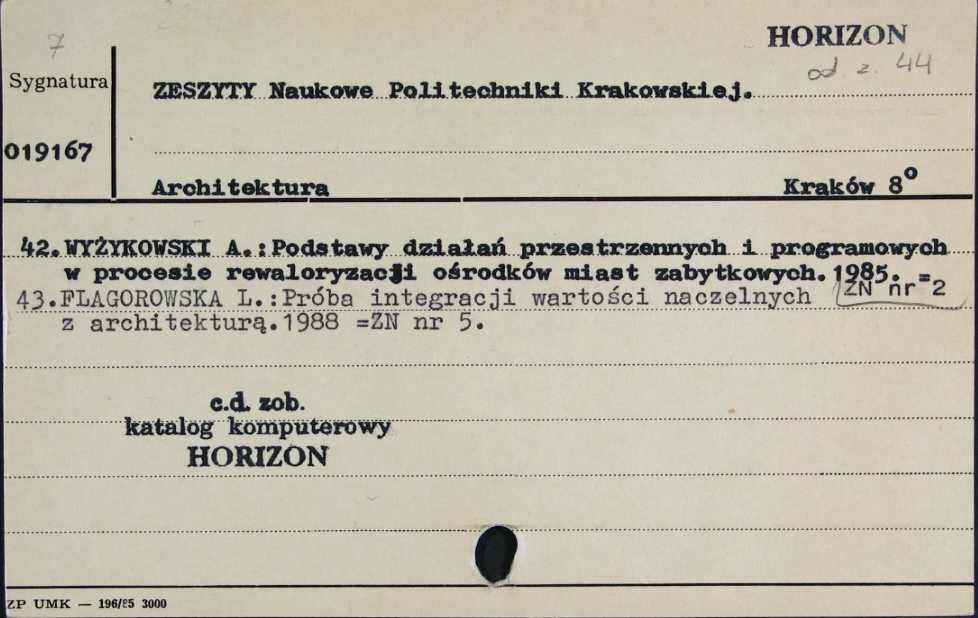 7
HORIZON
od z. 44
Sygnatura
ZESZYTY Naukowe Politechniki Krakowskiej.
019167
Architektura Kraków 8°
42. WYŻYKOWSKI A.: Podstawy działań przestrzennych i programowych
w procesie rewaloryzacji ośrodków miast zabytkowych. 1985. =
ZN nr 2
43. FLAGOROWSKA L.: Próba integracji wartości naczelnych
z architekturą. 1988 =ZN nr 5.
c.d. zob.
katalog komputerowy
HORIZON
ZP UMK — 196/85 3000